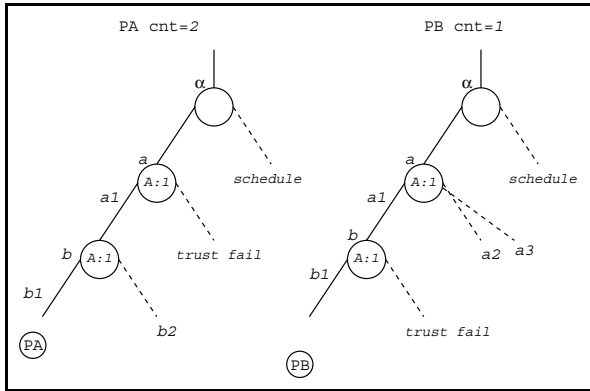 PA cnt=2
PB cnt=1
α
α
a
A:1
schedule
a
A:1
schedule
a1
a1
b
A:1
trust fail
b
A:1
a2
a3
b1
b1
b2
trust fail
PA
PB